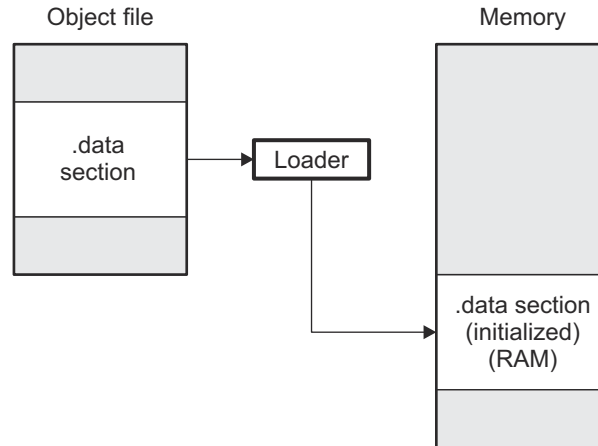 Object file
Memory
.data
section
Loader
.data section
(initialized)
(RAM)